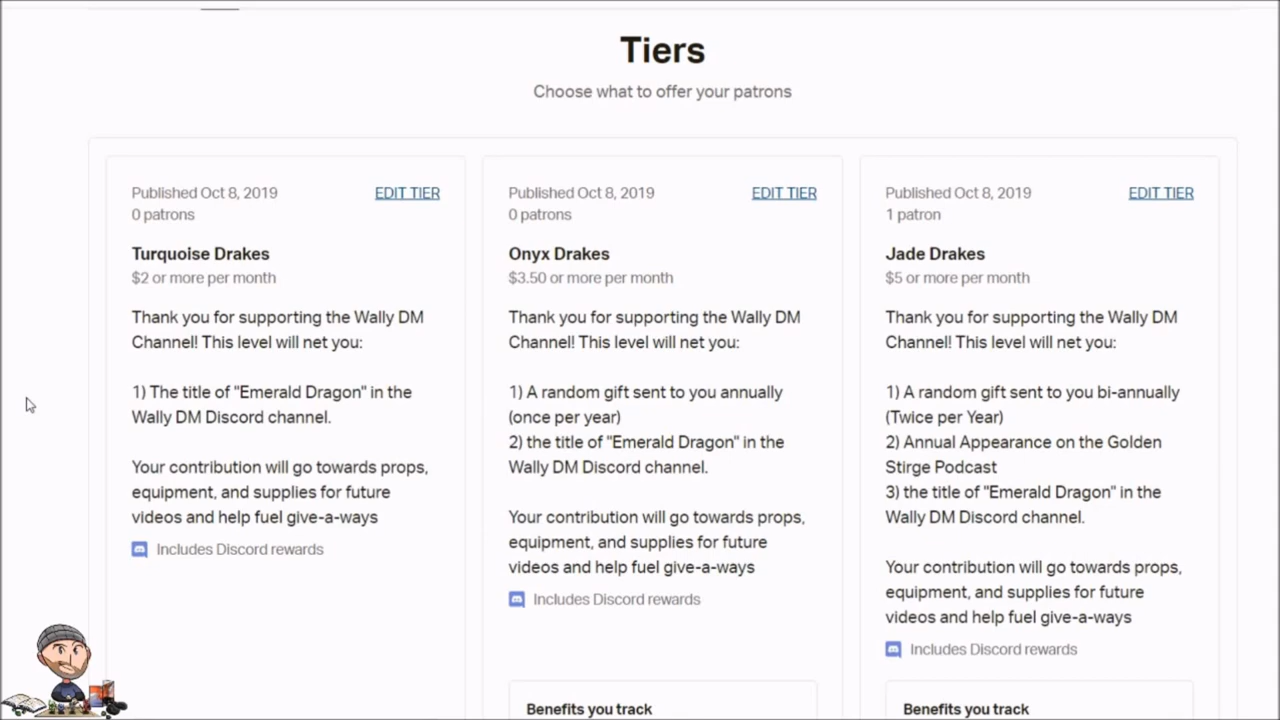 Tiers
Choose what to offer your patrons
Published Oct 8, 2019
EDIT TIER
0 patrons
Turquoise Drakes
$2 or more per month
Thank you for supporting the Wally DM
Channel! This level will net you:
1) The title of "Emerald Dragon" in the
Wally DM Discord channel.
Your contribution will go towards props,
equipment, and supplies for future
videos and help fuel give-a-ways
Includes Discord rewards
Published Oct 8, 2019
EDIT TIER
0 patrons
Onyx Drakes
$3.50 or more per month
Thank you for supporting the Wally DM
Channel! This level will net you:
1) A random gift sent to you annually
(once per year)
2) the title of "Emerald Dragon" in the
Wally DM Discord channel.
Your contribution will go towards props,
equipment, and supplies for future
videos and help fuel give-a-ways
Includes Discord rewards
Benefits you track
Published Oct 8, 2019
EDIT TIER
1 patron
Jade Drakes
$5 or more per month
Thank you for supporting the Wally DM
Channel! This level will net you:
1) A random gift sent to you bi-annually
(Twice per Year)
2) Annual Appearance on the Golden
Stirge Podcast
3) the title of "Emerald Dragon" in the
Wally DM Discord channel.
Your contribution will go towards props,
equipment, and supplies for future
videos and help fuel give-a-ways
Includes Discord rewards
Benefits you track